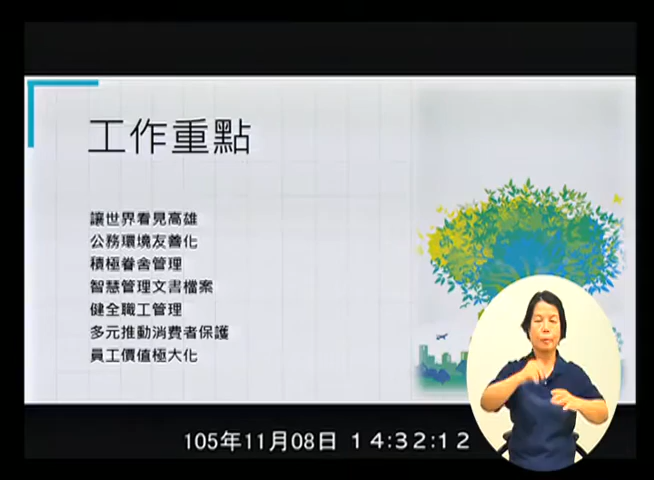 工作重點
讓世界看見高雄
公務環境友善化
積極眷舍管理
智慧管理文書檔案
健全職工管理
多元推動消費者保護
員工價值極大化
105年11月08日 14:32:12